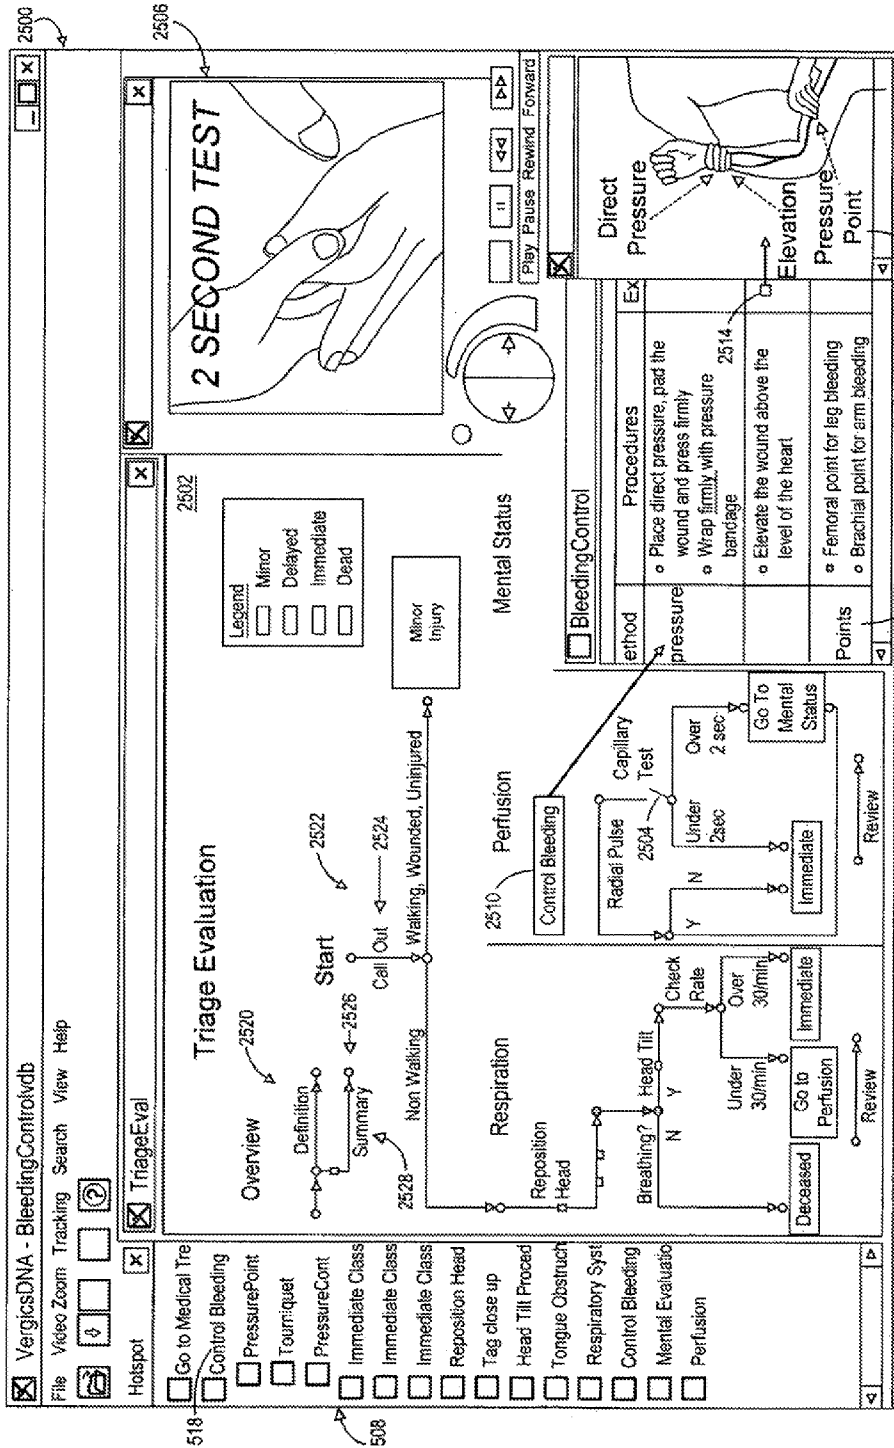 2500
VergicsDNA - BleedingControlvdb
File Video Zoom Tracking Search View Help
Hotspot
Go to Medical Tre
Control Bleeding
PressurePoint
Tourniquet
PressureCont
Immediate Class
Immediate Class
Immediate Class
Reposition Head
Tag close up
Head Tilt Proced
Tongue Obstruch
Respiratory Syst
Control Bleeding
Mental Evaluatio
Perfusion
518
508
TriageEval
2502
Triage Evaluation
Legend
Minor
Delayed
Immediate
Dead
Overview
2520
Definition
Summary
2526
2528
Start
2522
Call Out
2524
Non Walking
Walking, Wounded, Uninjured
Minor
Injury
Respiration
Reposition
Head
Breathing?
Head Tilt
N
Y
Check
Rate
Under
30/min
Over
30/min
Deceased
Go to
Perfusion
Immediate
Review
Perfusion
2510
Control Bleeding
Radial Pulse
Capillary
Test
2504
Y
N
Under
2sec
Over
2 sec
Immediate
Go To
Mental
Status
Review
Mental Status
2506
2 SECOND TEST
Play Pause Rewind Forward
BleedingControl
ethod
Procedures
Ex
pressure
Place direct pressure, pad the
wound and press firmly
Wrap firmly with pressure
bandage
2514
Elevate the wound above the
level of the heart
Points
Femoral point for leg bleeding
Brachial point for arm bleeding
Direct
Pressure
Elevation
Pressure
Point